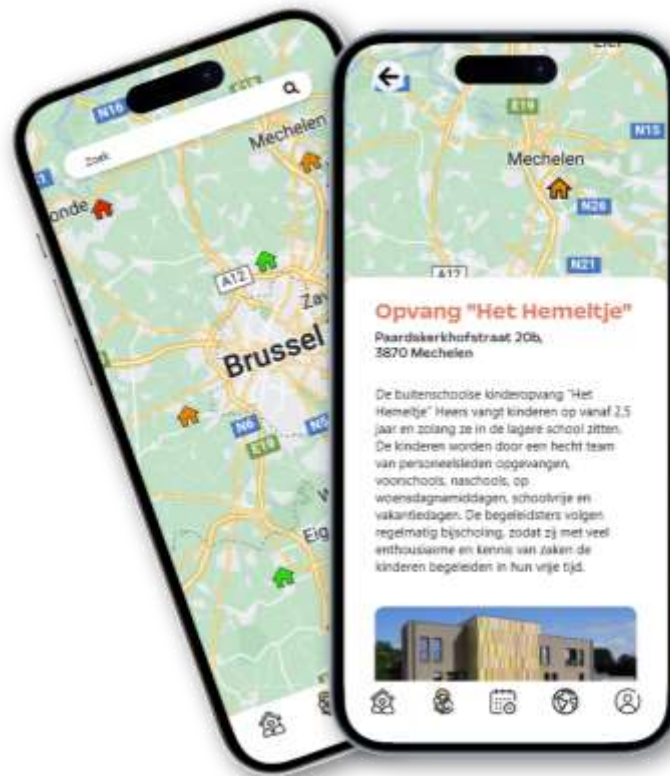 N16
Zoek
Mechelen
onde
A12
Zav
Brussel
N6
N5
E19
Eig
E19
N15
Mechelen
N26
N21
A12
Opvang "Het Hemeltje"
Paardskerkhofstraat 20b,
3870 Mechelen
De buitenschoolse kinderopvang "Het
Hemeltje" Heers vangt kinderen op vanaf 2,5
jaar en zolang ze in de lagere school zitten.
De kinderen worden door een hecht team
van personeelsleden opgevangen,
voorschools, naschools, op
woensdagnamiddagen, schoolvrije en
vakantiedagen. De begeleidsters volgen
regelmatig bijscholing, zodat zij met veel
enthousiasme en kennis van zaken de
kinderen begeleiden in hun vrije tijd.